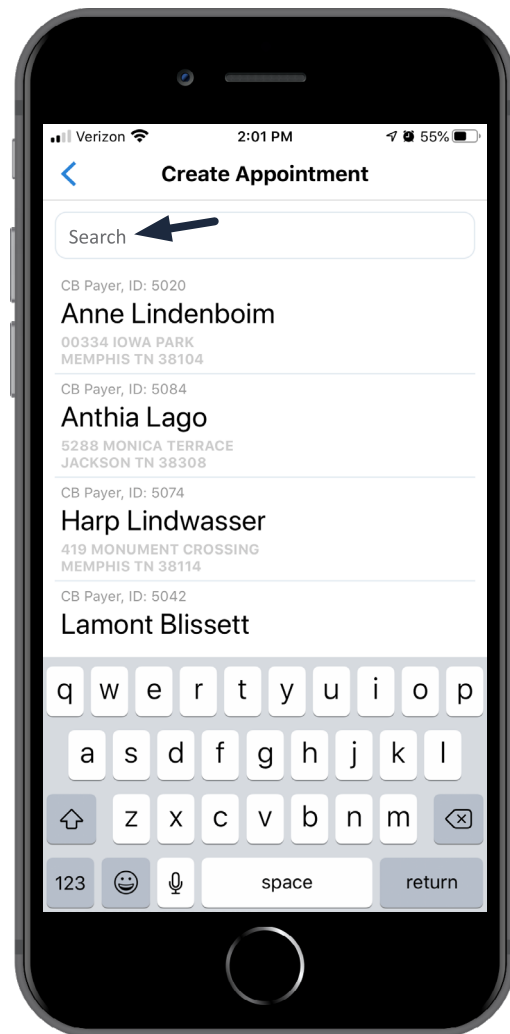 Verizon 2:01 PM 55%
Create Appointment
Search
CB Payer, ID: 5020
Anne Lindenboim
00334 IOWA PARK
MEMPHIS TN 38104
CB Payer, ID: 5084
Anthia Lago
5288 MONICA TERRACE
JACKSON TN 38308
CB Payer, ID: 5074
Harp Lindwasser
419 MONUMENT CROSSING
MEMPHIS TN 38114
CB Payer, ID: 5042
Lamont Blissett
q w e r t y u i o p
a s d f g h j k l
z x c v b n m
123 space return